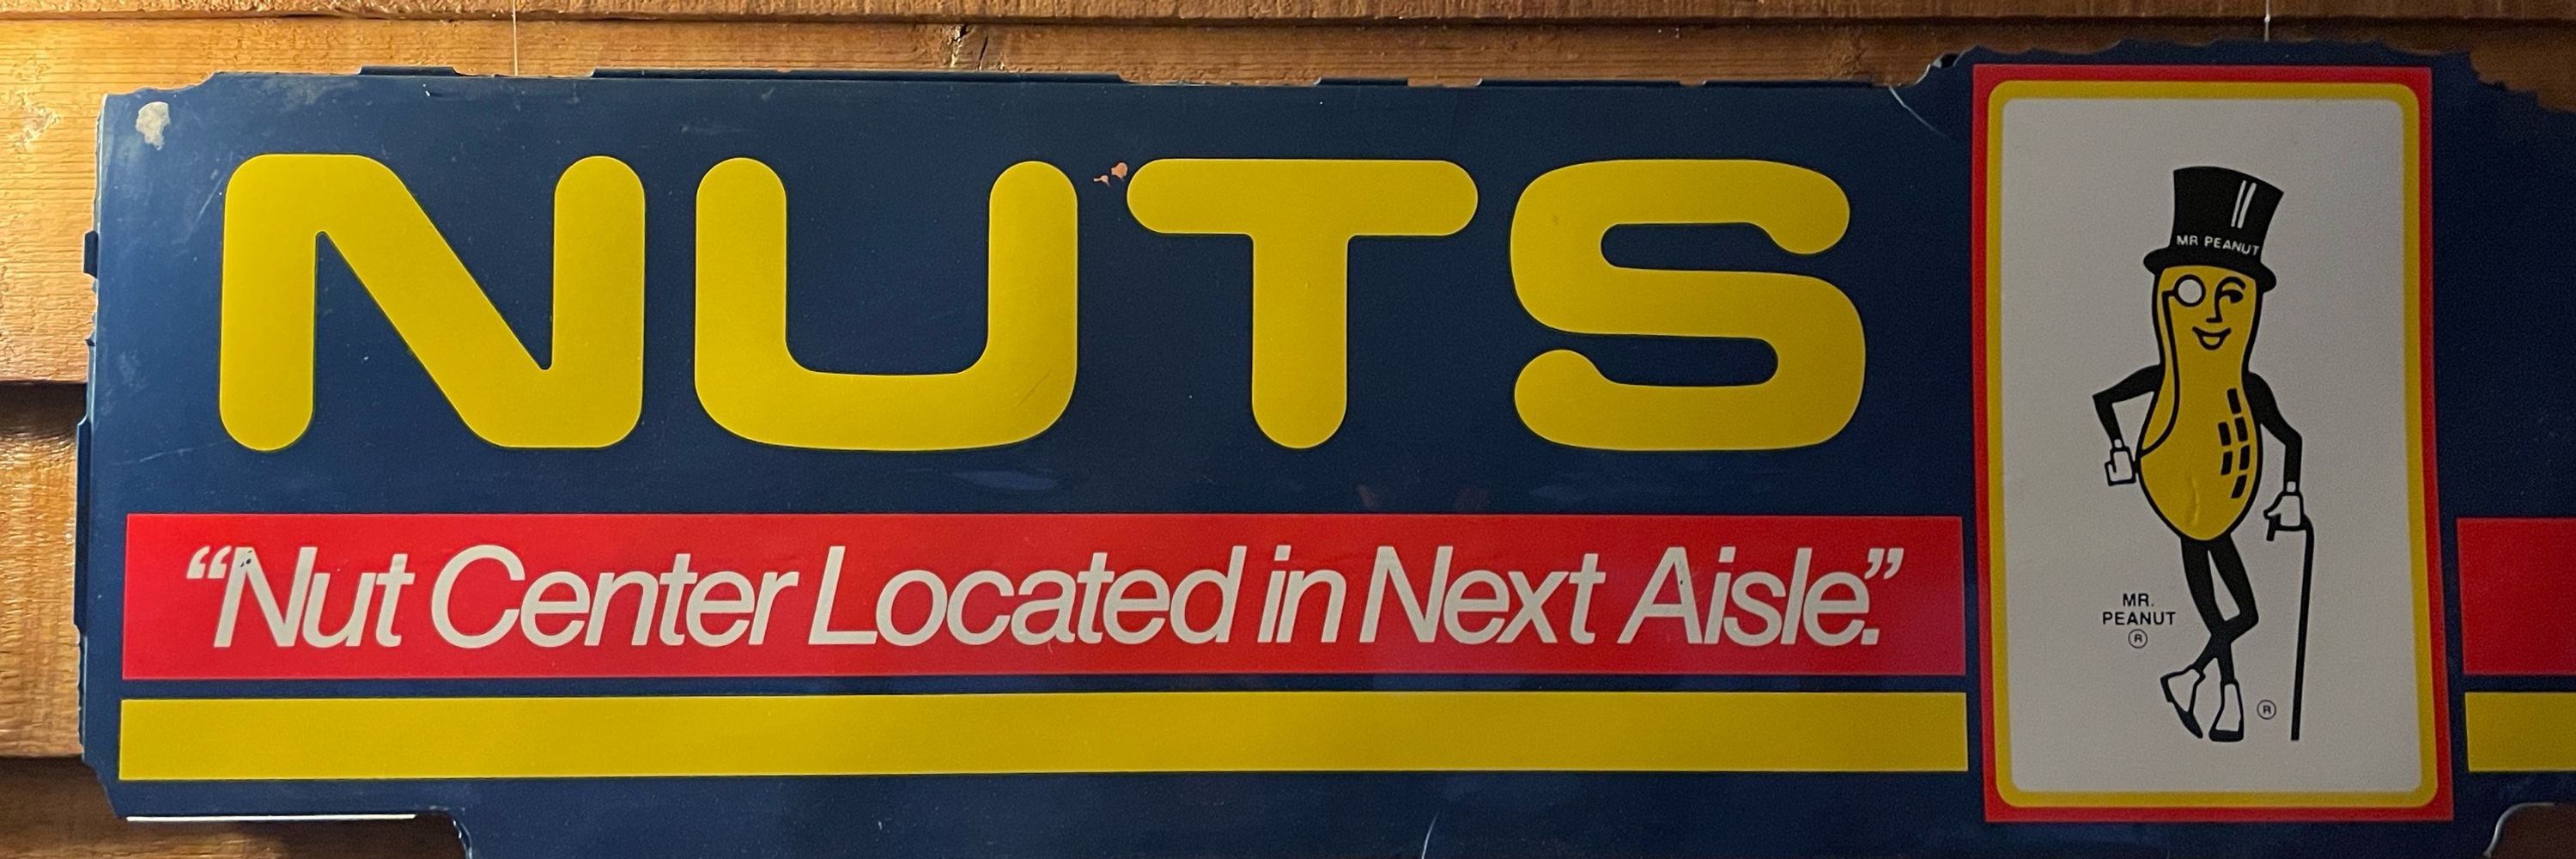 NUTS
“Nut Center Located in Next Aisle.”
MR PEANUT
MR.
PEANUT
®
®